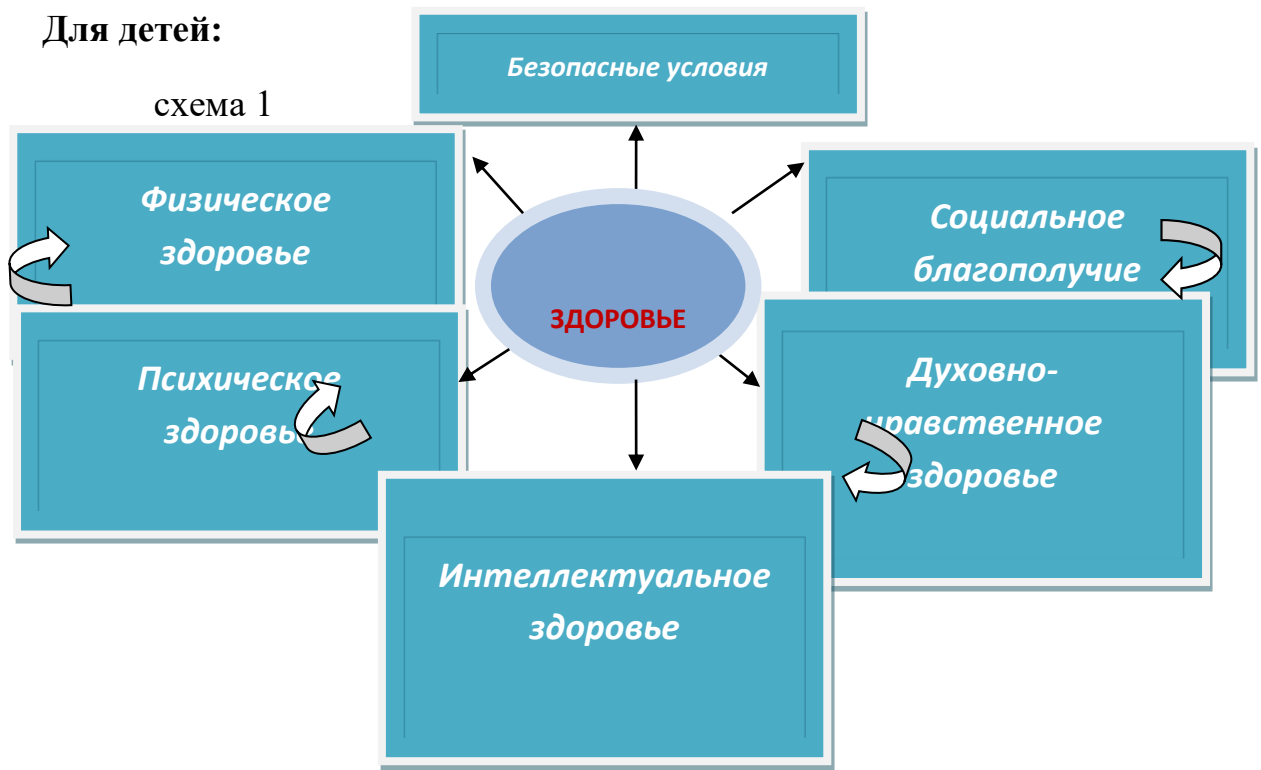 Для детей:
схема 1
Безопасные условия
Физическое
здоровье
Социальное
благополучие
ЗДОРОВЬЕ
Психическое
здоровье
Духовно-
нравственное
здоровье
Интеллектуальное
здоровье